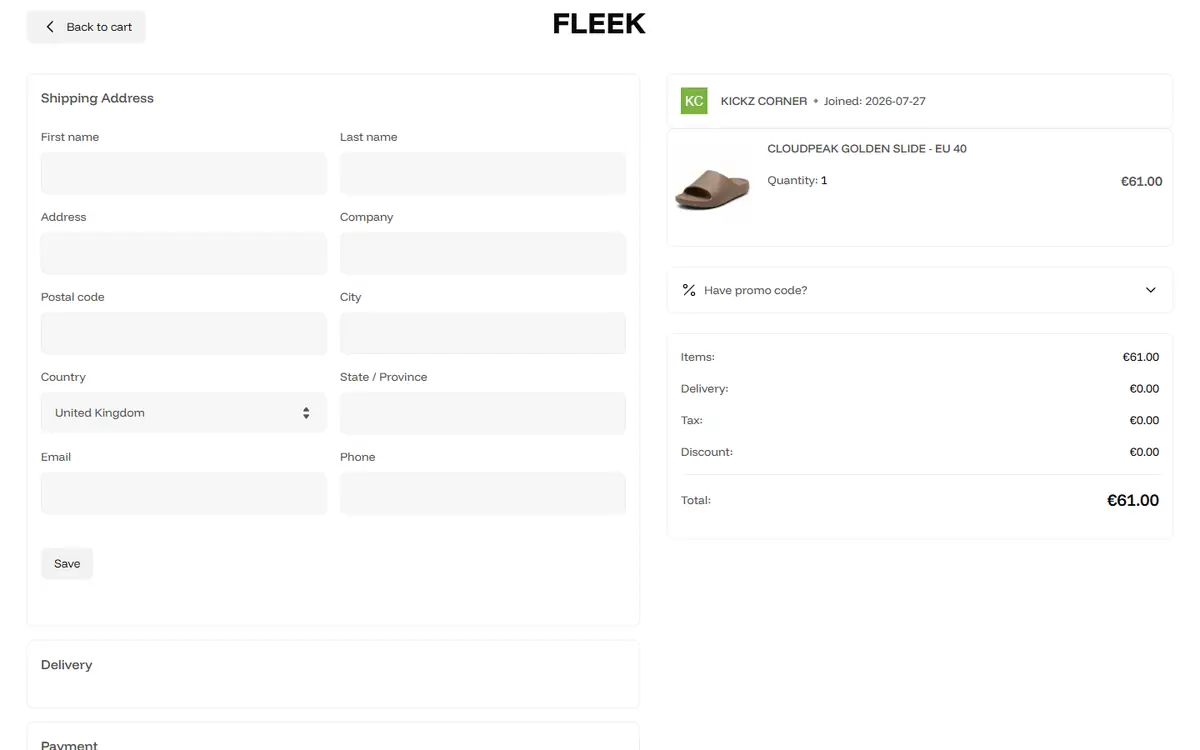 Back to cart
FLEEK
Shipping Address
First name
Last name
Address
Company
Postal code
City
Country
State / Province
United Kingdom
Email
Phone
Save
Delivery
Payment
KC
KICKZ CORNER • Joined: 2026-07-27
CLOUDPEAK GOLDEN SLIDE - EU 40
Quantity: 1
€61.00
% Have promo code?
Items: €61.00
Delivery: €0.00
Tax: €0.00
Discount: €0.00
Total: €61.00